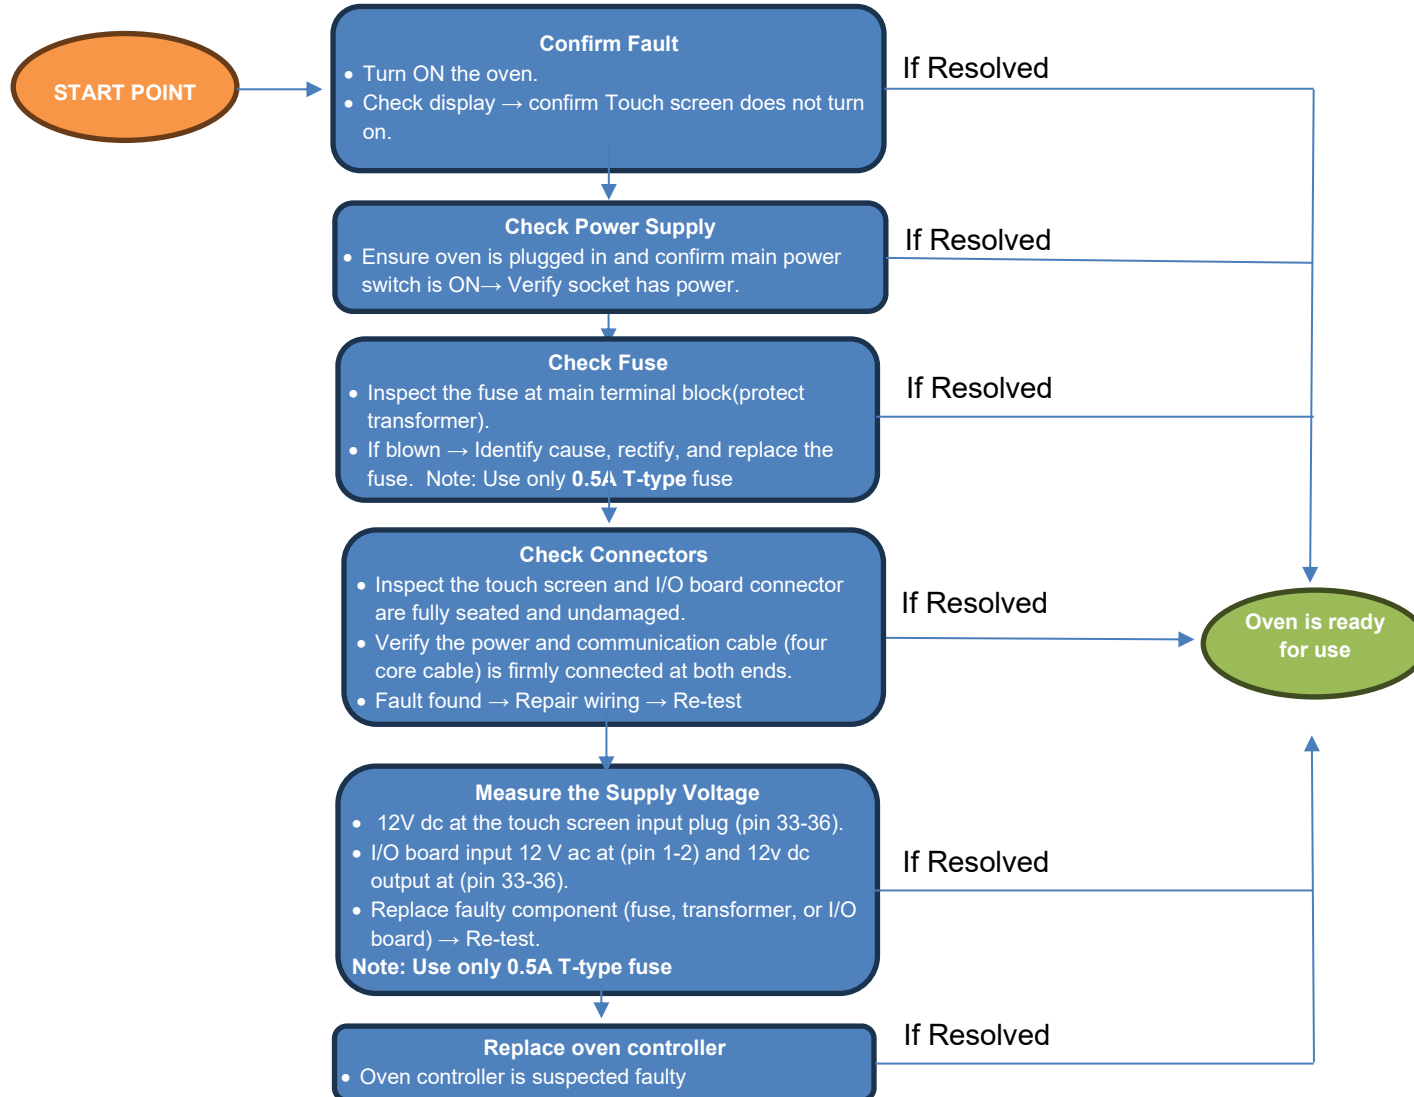 START POINT
Confirm Fault
• Turn ON the oven.
• Check display → confirm Touch screen does not turn
on.
If Resolved
Check Power Supply
• Ensure oven is plugged in and confirm main power
switch is ON→ Verify socket has power.
If Resolved
Check Fuse
• Inspect the fuse at main terminal block(protect
transformer).
• If blown → Identify cause, rectify, and replace the
fuse.  Note: Use only 0.5A T-type fuse
If Resolved
Check Connectors
• Inspect the touch screen and I/O board connector
are fully seated and undamaged.
• Verify the power and communication cable (four
core cable) is firmly connected at both ends.
• Fault found → Repair wiring → Re-test
If Resolved
Oven is ready
for use
Measure the Supply Voltage
• 12V dc at the touch screen input plug (pin 33-36).
• I/O board input 12 V ac at (pin 1-2) and 12v dc
output at (pin 33-36).
• Replace faulty component (fuse, transformer, or I/O
board) → Re-test.
Note: Use only 0.5A T-type fuse
If Resolved
Replace oven controller
• Oven controller is suspected faulty
If Resolved